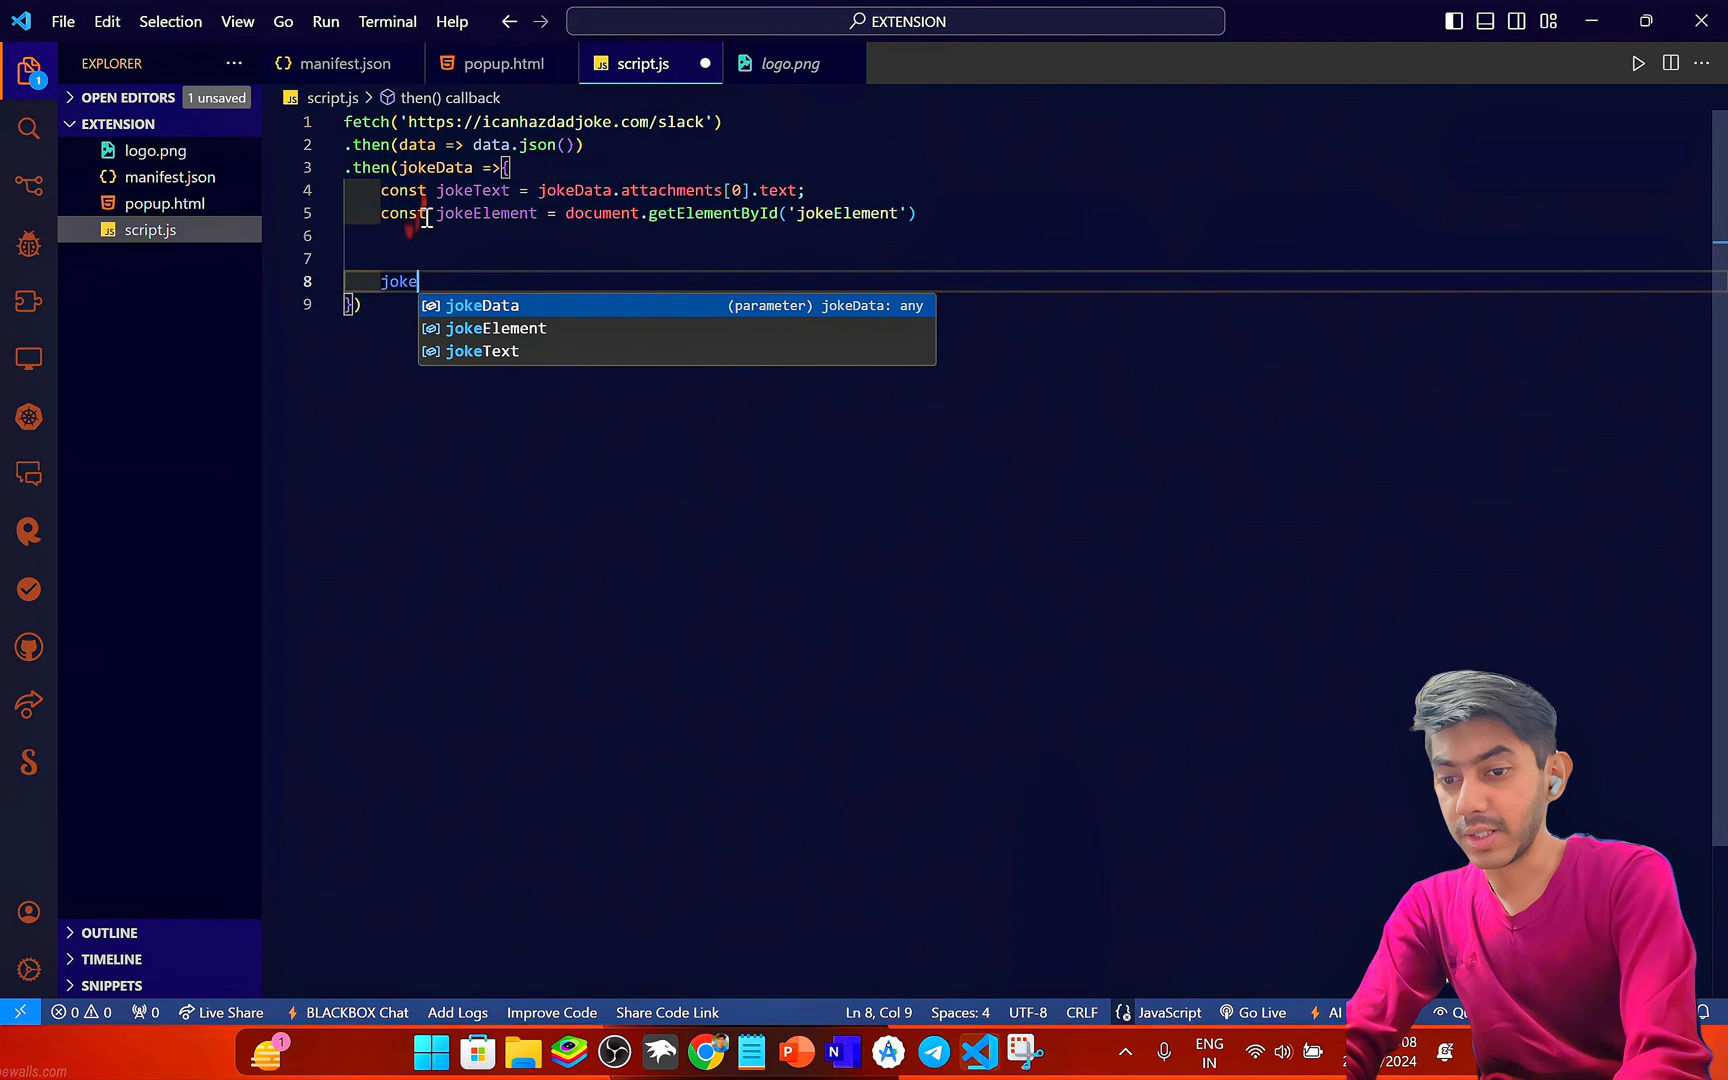 File Edit Selection View Go Run Terminal Help
EXTENSION
EXPLORER
manifest.json
popup.html
script.js
logo.png
1
OPEN EDITORS 1 unsaved
EXTENSION
logo.png
manifest.json
popup.html
script.js
script.js > then() callback
1 fetch('https://icanhazdadjoke.com/slack')
2 .then(data => data.json())
3 .then(jokeData =>{
4 const jokeText = jokeData.attachments[0].text;
5 const jokeElement = document.getElementById('jokeElement')
6
7
8 joke
9 })
jokeData (parameter) jokeData: any
jokeElement
jokeText
OUTLINE
TIMELINE
SNIPPETS
0 0 0 Live Share BLACKBOX Chat Add Logs Improve Code Share Code Link Ln 8, Col 9 Spaces: 4 UTF-8 CRLF JavaScript Go Live AI
1
ENG
IN
08
/2024
ewalls.com